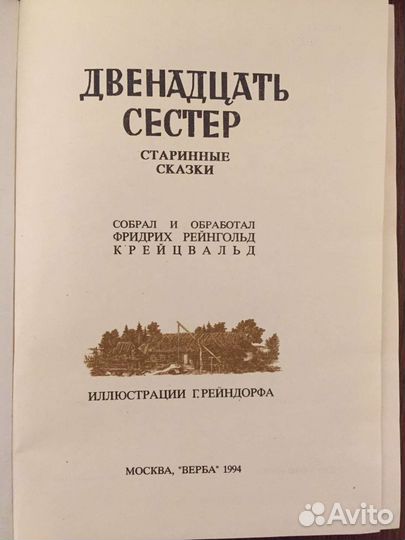 ДВЕНАДЦАТЬ
СЕСТЕР
СТАРИННЫЕ
СКАЗКИ
СОБРАЛ И ОБРАБОТАЛ
ФРИДРИХ РЕЙНГОЛЬД
КРЕЙЦВАЛЬД
ИЛЛЮСТРАЦИИ Г. РЕЙНДОРФА
МОСКВА, "ВЕРБА" 1994
Avito